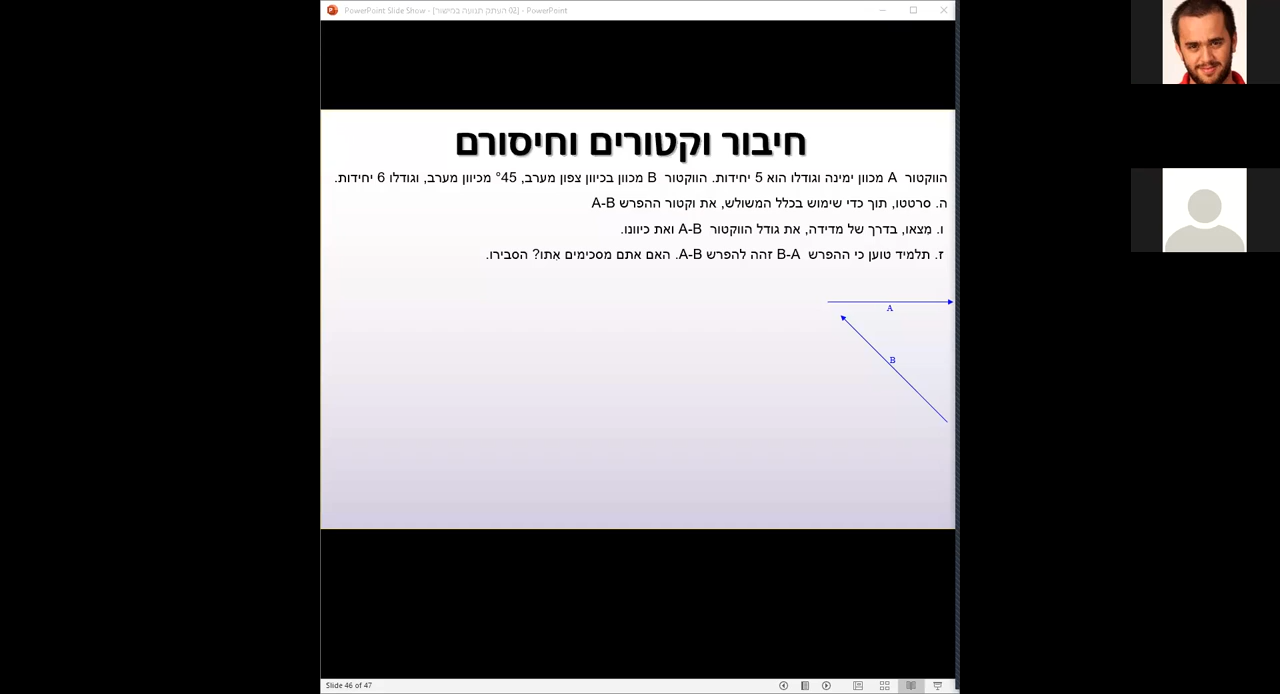 PowerPoint Slide Show - [02 העתק תנועה במישור] - PowerPoint
חיבור וקטורים וחיסורם
הווקטור A מכוון ימינה וגודלו הוא 5 יחידות. הווקטור B מכוון בכיוון צפון מערב, 45° מכיוון מערב, וגודלו 6 יחידות.
ה. סרטטו, תוך כדי שימוש בכלל המשולש, את וקטור ההפרש A-B
ו. מִצאו, בדרך של מדידה, את גודל הווקטור A-B ואת כיוונו.
ז. תלמיד טוען כי ההפרש B-A זהה להפרש A-B. האם אתם מסכימים אִתו? הסבירו.
A
B
Slide 46 of 47